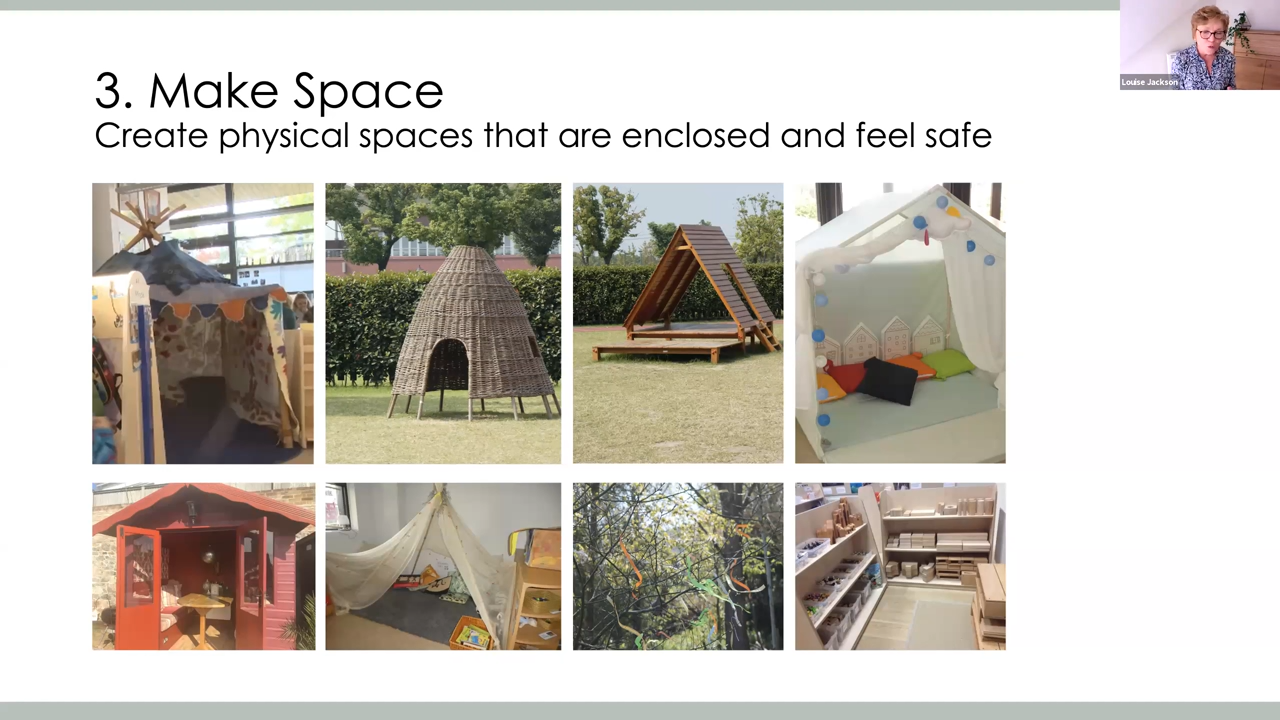 3. Make Space
Create physical spaces that are enclosed and feel safe
Louise Jackson